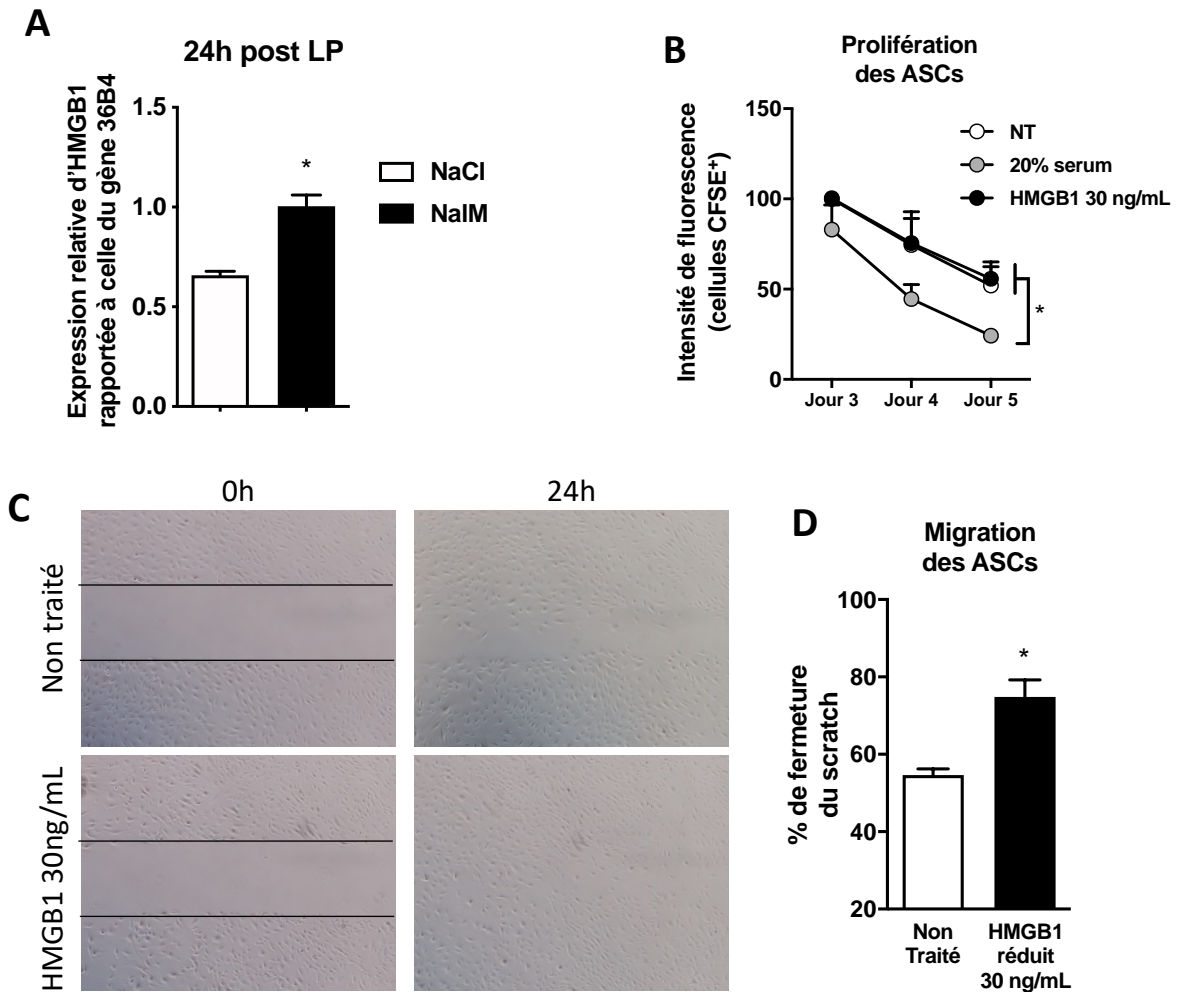 A
24h post LP
Expression relative d'HMGB1
rapportée à celle du gène 36B4
1.5
1.0
0.5
0.0
*
NaCl
NalM
B
Prolifération
des ASCs
Intensité de fluorescence
(cellules CFSE⁺)
150
100
50
0
NT
20% serum
HMGB1 30 ng/mL
*
Jour 3 Jour 4 Jour 5
C
0h 24h
Non traité
HMGB1 30ng/mL
D
Migration
des ASCs
% de fermeture
du scratch
100
80
60
40
20
*
Non
Traité
HMGB1
réduit
30 ng/mL